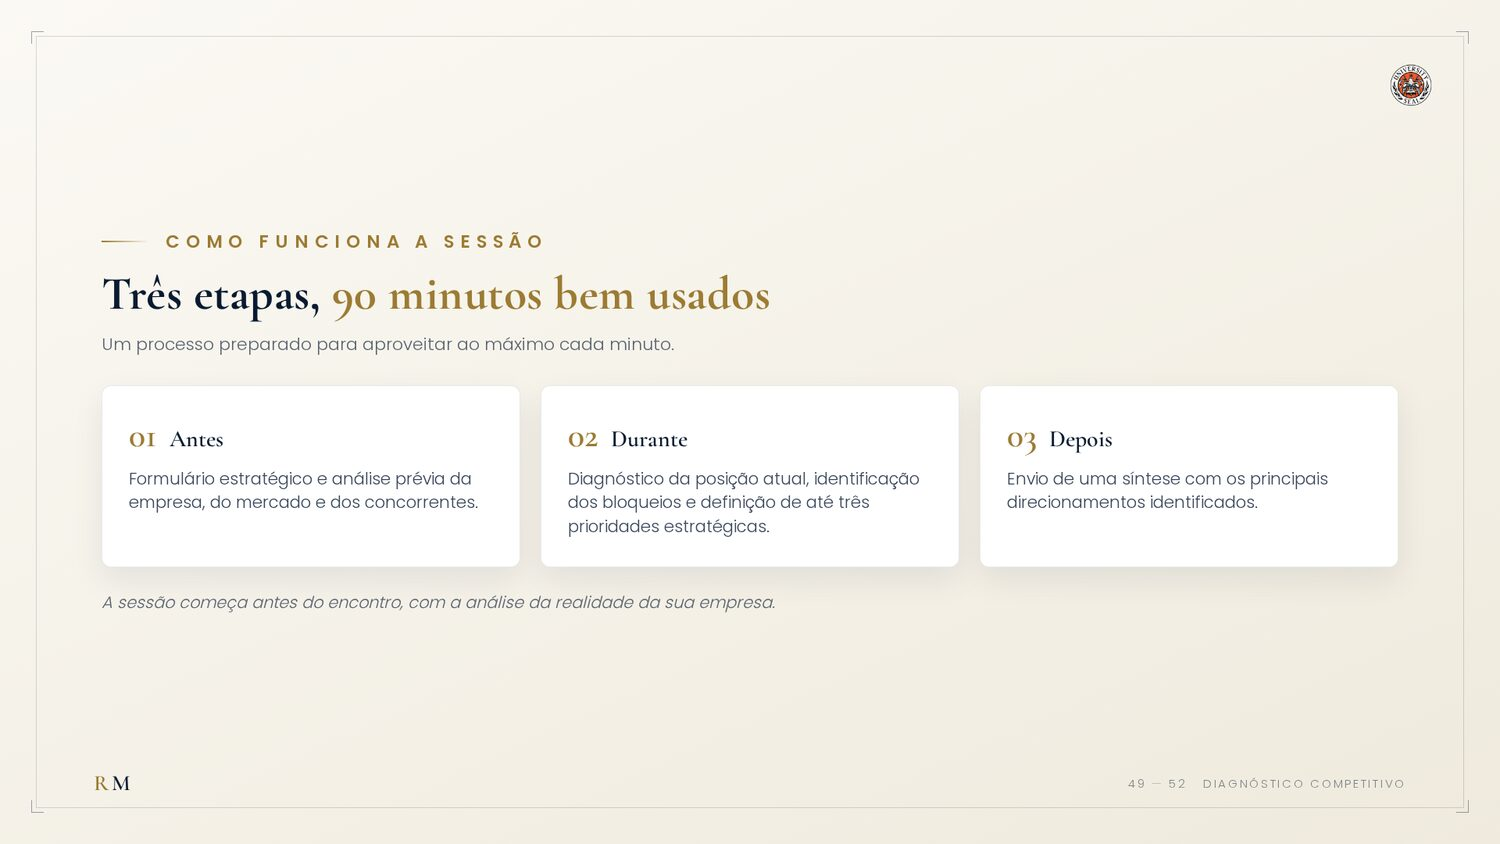 UNIVERSITY
SEAL
COMO FUNCIONA A SESSÃO
Três etapas, 90 minutos bem usados
Um processo preparado para aproveitar ao máximo cada minuto.
01 Antes
Formulário estratégico e análise prévia da
empresa, do mercado e dos concorrentes.
02 Durante
Diagnóstico da posição atual, identificação
dos bloqueios e definição de até três
prioridades estratégicas.
03 Depois
Envio de uma síntese com os principais
direcionamentos identificados.
A sessão começa antes do encontro, com a análise da realidade da sua empresa.
RM
49 — 52 DIAGNÓSTICO COMPETITIVO